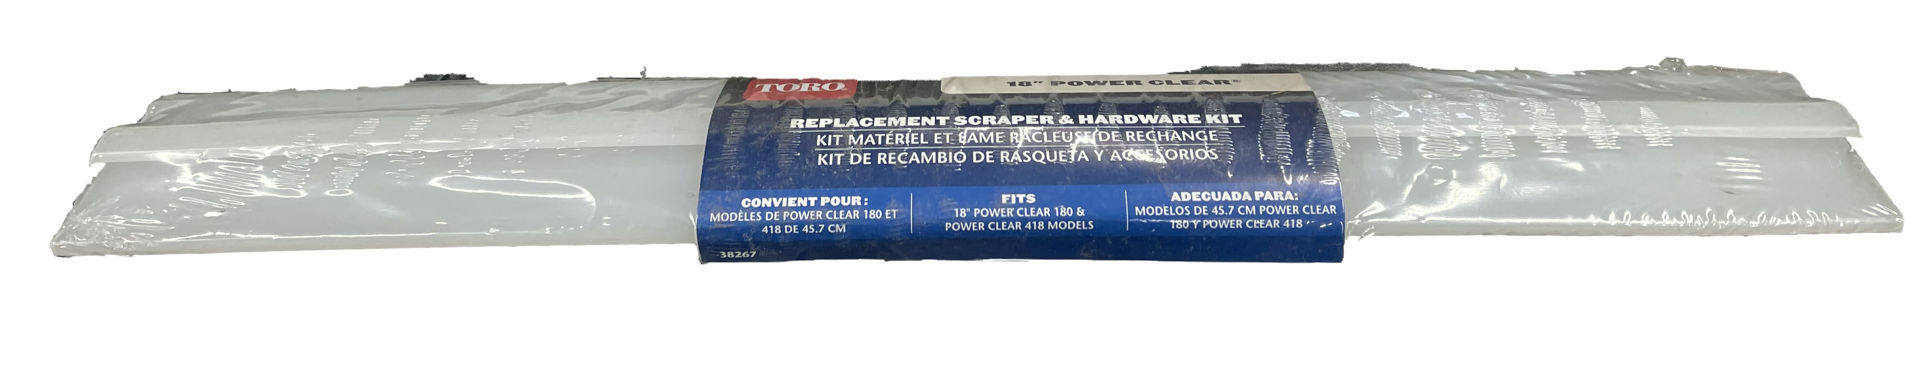 TORO
18" POWER CLEAR®
REPLACEMENT SCRAPER & HARDWARE KIT
KIT MATÉRIEL ET LAME RACLEUSE DE RECHANGE
KIT DE RECAMBIO DE RASQUETA Y ACCESORIOS
CONVIENT POUR :
MODÈLES DE POWER CLEAR 180 ET
418 DE 45.7 CM
FITS
18" POWER CLEAR 180 &
POWER CLEAR 418 MODELS
ADECUADA PARA:
MODELOS DE 45.7 CM POWER CLEAR
180 Y POWER CLEAR 418
38267